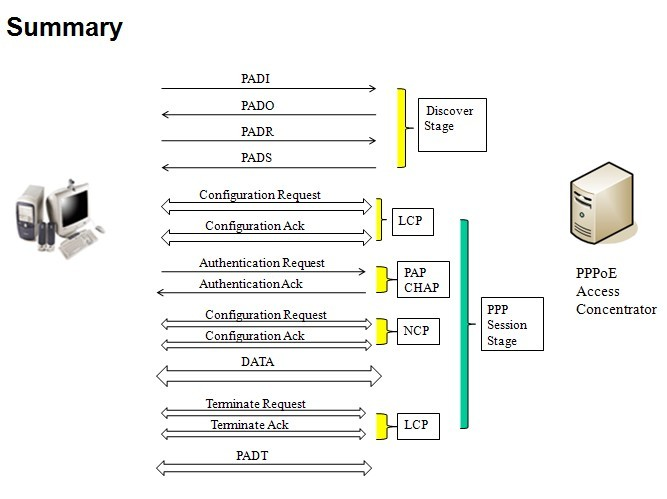 Summary
PADI
PADO
PADR
PADS
Discover
Stage
Configuration Request
Configuration Ack
LCP
Authentication Request
Authentication Ack
PAP
CHAP
Configuration Request
Configuration Ack
NCP
DATA
Terminate Request
Terminate Ack
LCP
PADT
PPP
Session
Stage
PPPoE
Access
Concentrator